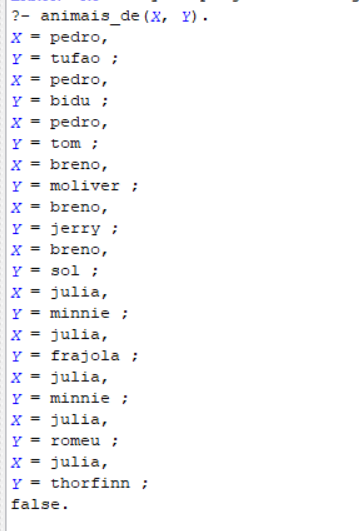 ?- animais_de(X, Y).
X = pedro,
Y = tufao ;
X = pedro,
Y = bidu ;
X = pedro,
Y = tom ;
X = breno,
Y = moliver ;
X = breno,
Y = jerry ;
X = breno,
Y = sol ;
X = julia,
Y = minnie ;
X = julia,
Y = frajola ;
X = julia,
Y = minnie ;
X = julia,
Y = romeu ;
X = julia,
Y = thorfinn ;
false.